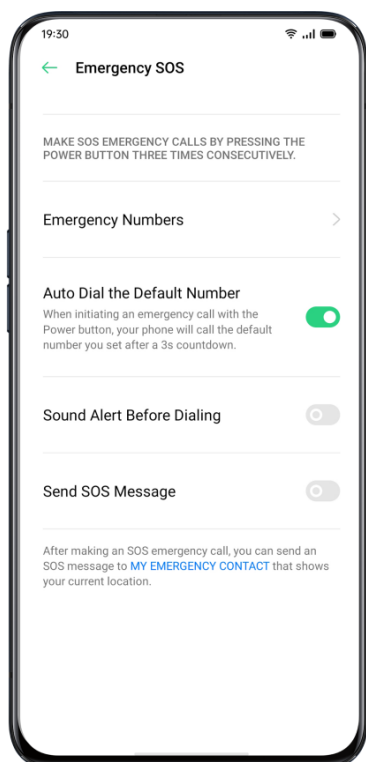 19:30
Emergency SOS
MAKE SOS EMERGENCY CALLS BY PRESSING THE
POWER BUTTON THREE TIMES CONSECUTIVELY.
Emergency Numbers
Auto Dial the Default Number
When initiating an emergency call with the
Power button, your phone will call the default
number you set after a 3s countdown.
Sound Alert Before Dialing
Send SOS Message
After making an SOS emergency call, you can send an
SOS message to MY EMERGENCY CONTACT that shows
your current location.